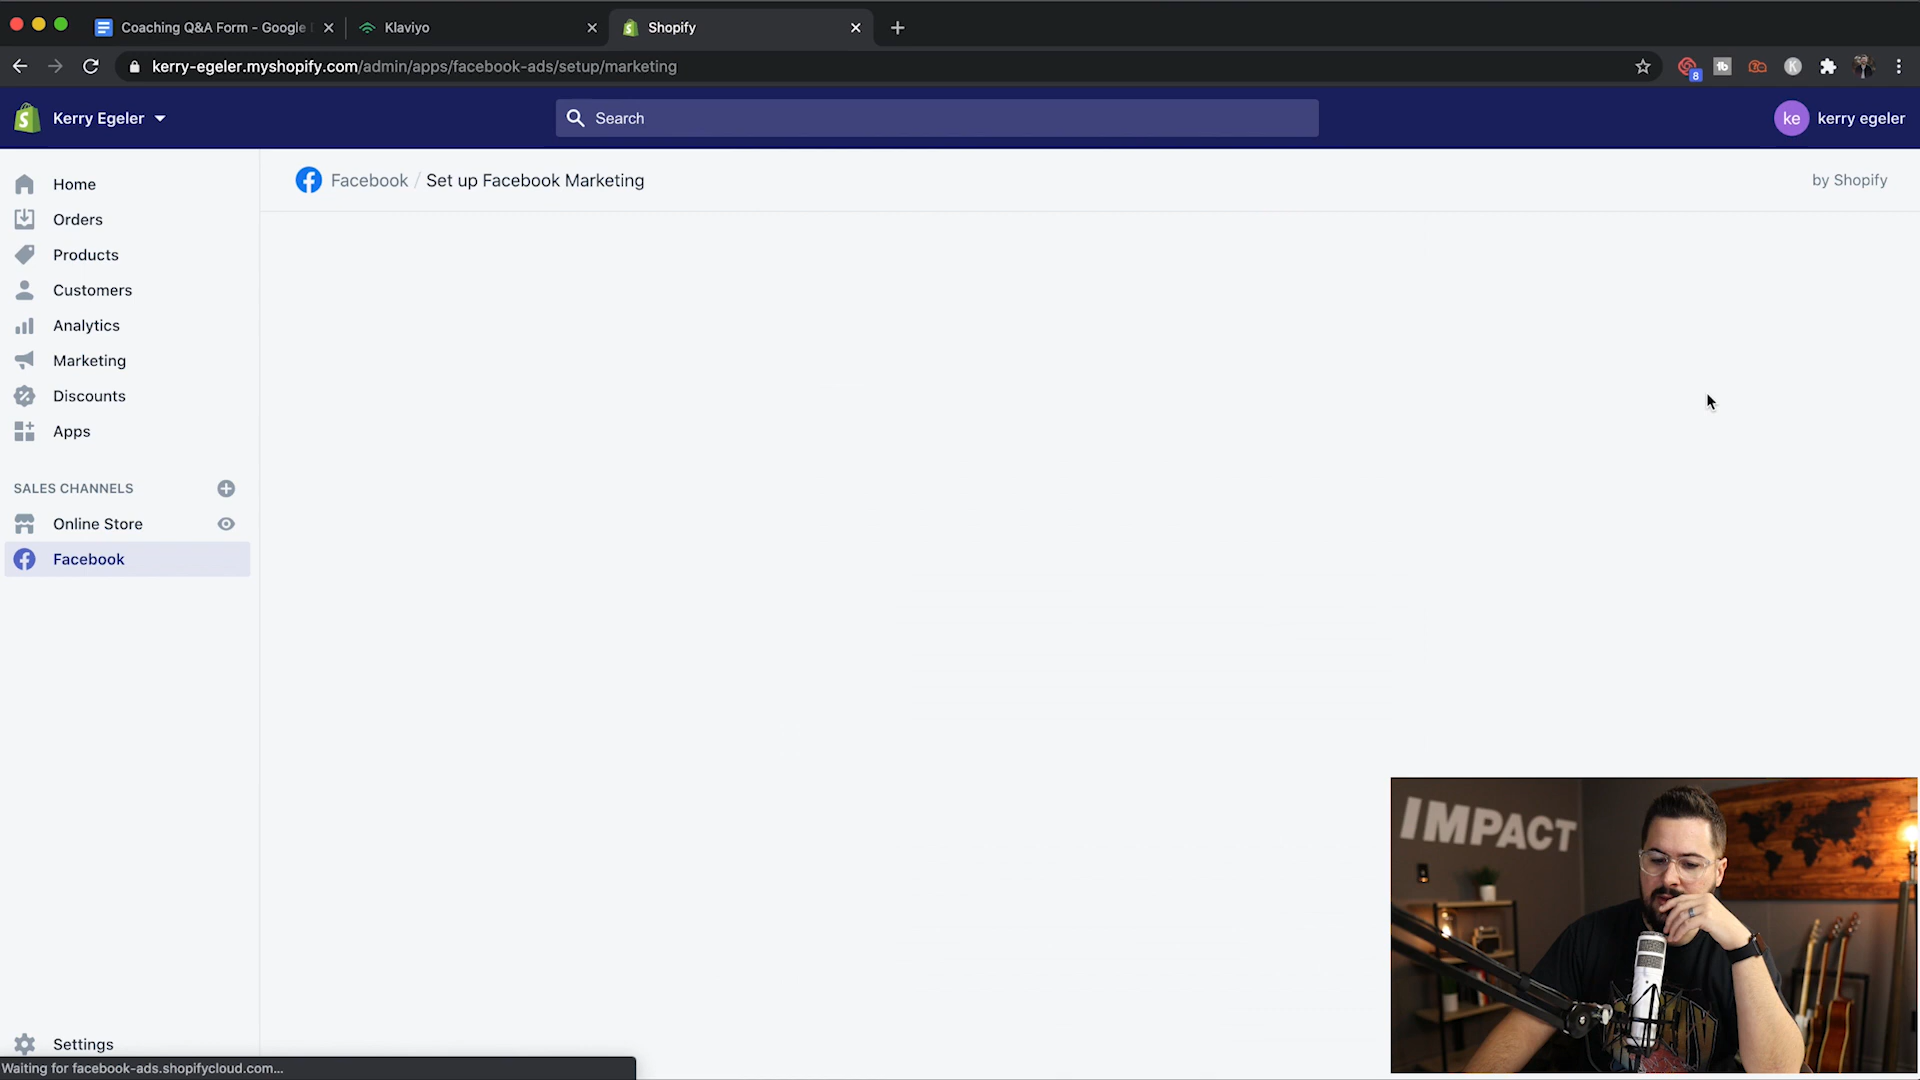 Coaching Q&A Form - Google
Klaviyo
Shopify
kerry-egeler.myshopify.com/admin/apps/facebook-ads/setup/marketing
8
tb
K
Kerry Egeler
Search
ke
kerry egeler
Facebook / Set up Facebook Marketing
by Shopify
Home
Orders
Products
Customers
Analytics
Marketing
Discounts
Apps
SALES CHANNELS
Online Store
Facebook
IMPACT
Settings
Waiting for facebook-ads.shopifycloud.com...